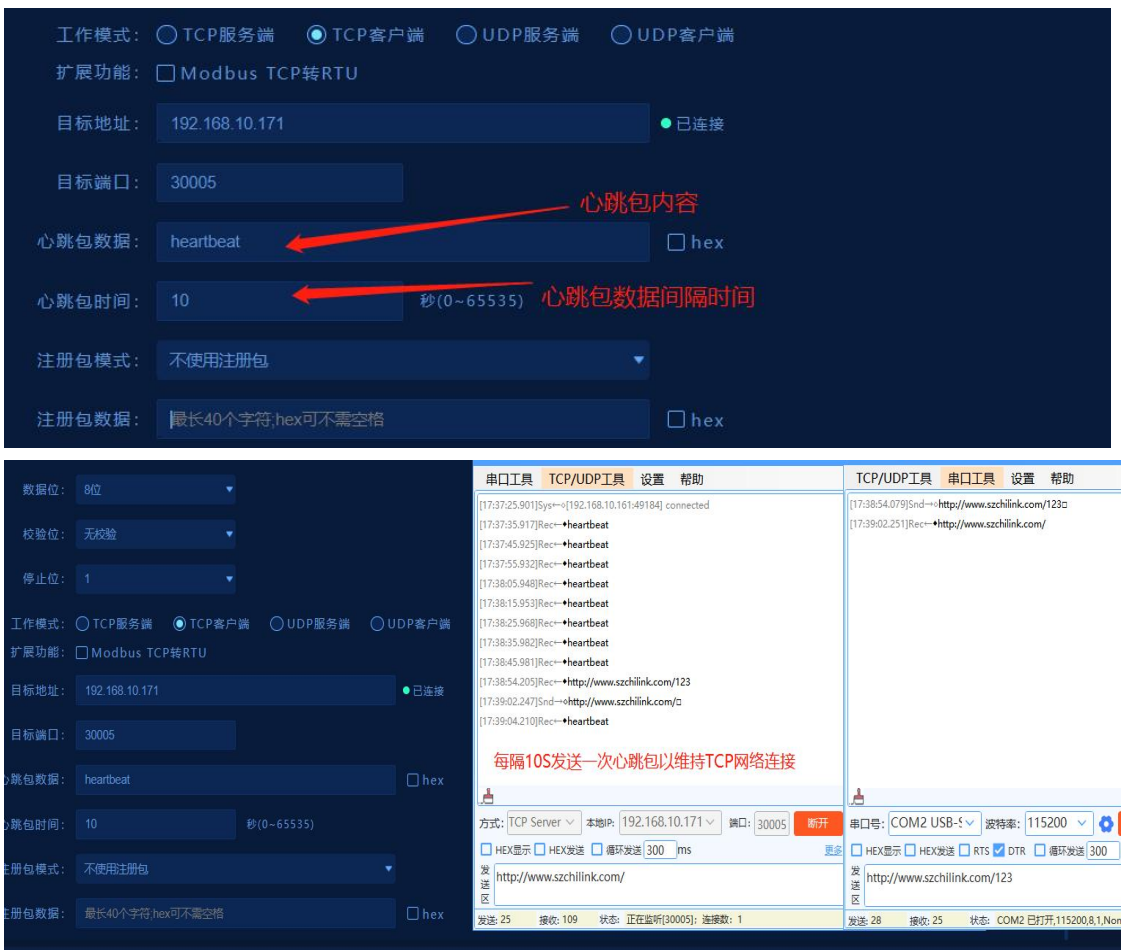 工作模式: TCP服务端 TCP客户端 UDP服务端 UDP客户端
扩展功能: Modbus TCP转RTU
目标地址: 192.168.10.171 已连接
目标端口: 30005
心跳包内容
心跳包数据: heartbeat hex
心跳包时间: 10 秒(0~65535) 心跳包数据间隔时间
注册包模式: 不使用注册包
注册包数据: 最长40个字符;hex可不需空格 hex
数据位: 8位
校验位: 无校验
停止位: 1
工作模式: TCP服务端 TCP客户端 UDP服务端 UDP客户端
扩展功能: Modbus TCP转RTU
目标地址: 192.168.10.171 已连接
目标端口: 30005
心跳包数据: heartbeat hex
心跳包时间: 10 秒(0~65535)
注册包模式: 不使用注册包
注册包数据: 最长40个字符;hex可不需空格 hex
串口工具 TCP/UDP工具 设置 帮助
[17:37:25.901]Sys←◇[192.168.10.161:49184] connected
[17:37:35.917]Rec←◆heartbeat
[17:37:45.925]Rec←◆heartbeat
[17:37:55.932]Rec←◆heartbeat
[17:38:05.948]Rec←◆heartbeat
[17:38:15.953]Rec←◆heartbeat
[17:38:25.968]Rec←◆heartbeat
[17:38:35.982]Rec←◆heartbeat
[17:38:45.981]Rec←◆heartbeat
[17:38:54.205]Rec←◆http://www.szchilink.com/123
[17:39:02.247]Snd→◇http://www.szchilink.com/□
[17:39:04.210]Rec←◆heartbeat
每隔10S发送一次心跳包以维持TCP网络连接
方式: TCP Server 本地IP: 192.168.10.171 端口: 30005 断开
HEX显示 HEX发送 循环发送 300 ms 更多
发送区 http://www.szchilink.com/
发送: 25 接收: 109 状态: 正在监听[30005]; 连接数: 1
TCP/UDP工具 串口工具 设置 帮助
[17:38:54.079]Snd→◇http://www.szchilink.com/123□
[17:39:02.251]Rec←◆http://www.szchilink.com/
串口号: COM2 USB-S 波特率: 115200
HEX显示 HEX发送 RTS DTR 循环发送 300
发送区 http://www.szchilink.com/123
发送: 28 接收: 25 状态: COM2 已打开,115200,8,1,Non